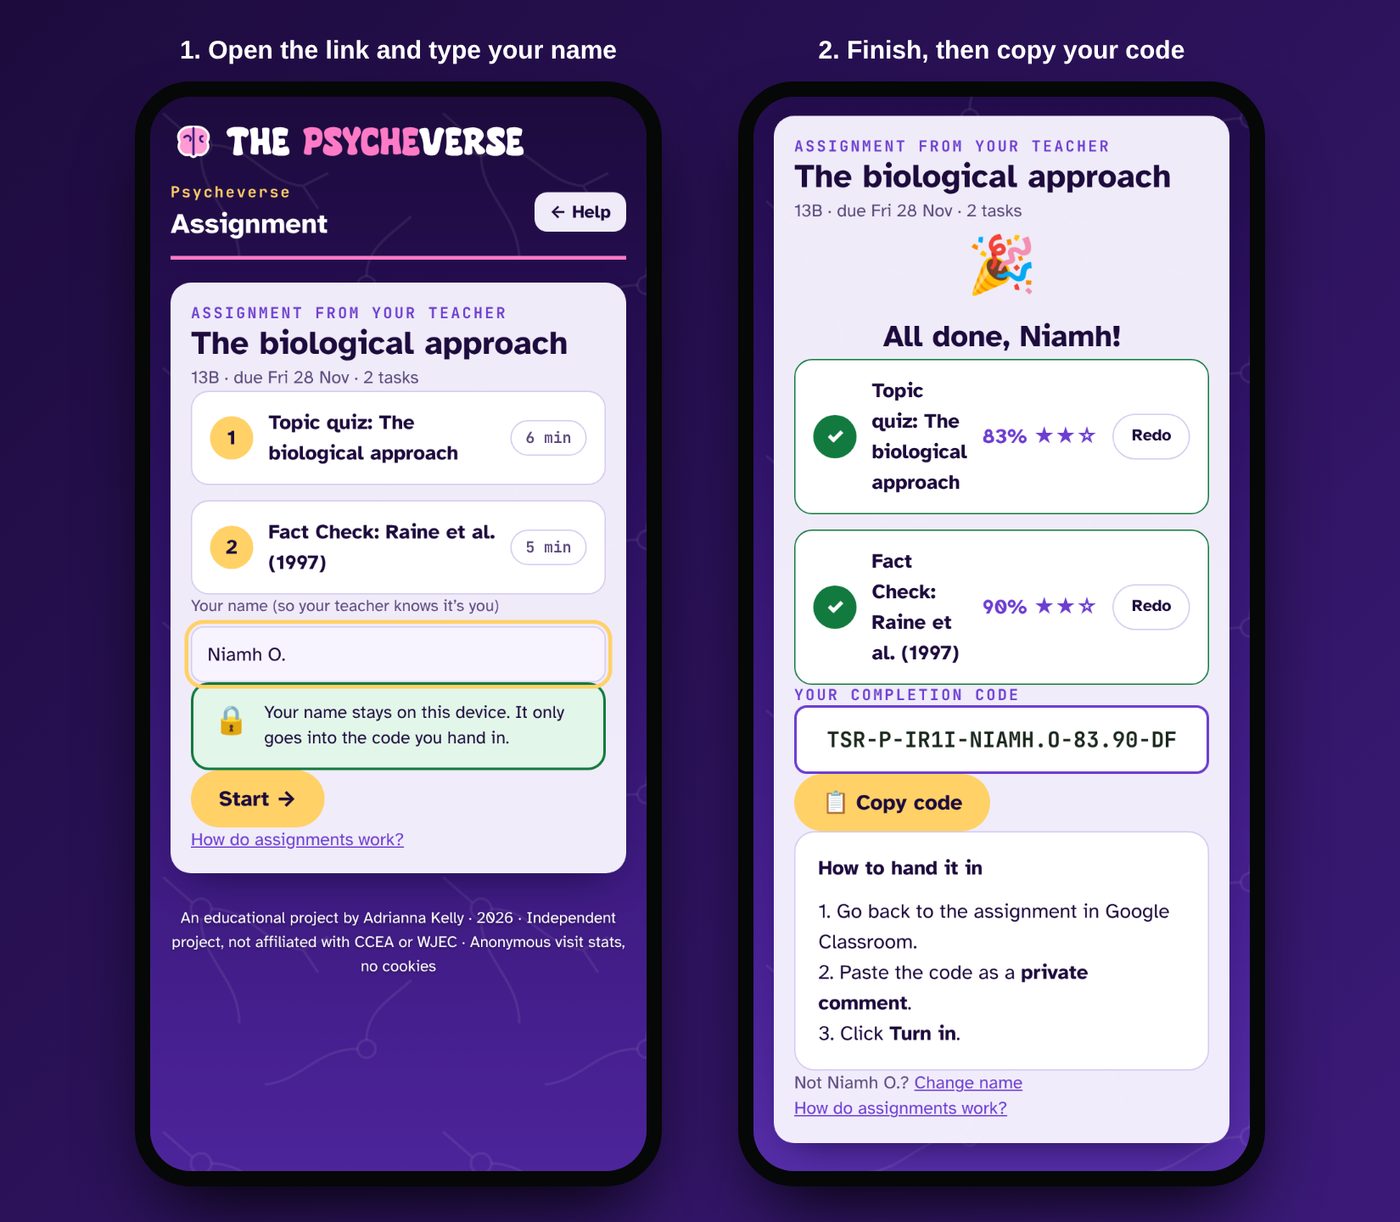 1. Open the link and type your name
THE PSYCHEVERSE
Psycheverse
Assignment
← Help
ASSIGNMENT FROM YOUR TEACHER
The biological approach
13B · due Fri 28 Nov · 2 tasks
1
Topic quiz: The
biological approach
6 min
2
Fact Check: Raine et al.
(1997)
5 min
Your name (so your teacher knows it’s you)
Niamh O.
Your name stays on this device. It only
goes into the code you hand in.
Start →
How do assignments work?
An educational project by Adrianna Kelly · 2026 · Independent
project, not affiliated with CCEA or WJEC · Anonymous visit stats,
no cookies
2. Finish, then copy your code
ASSIGNMENT FROM YOUR TEACHER
The biological approach
13B · due Fri 28 Nov · 2 tasks
All done, Niamh!
Topic
quiz: The
biological
approach
83% ★★☆
Redo
Fact
Check:
Raine et
al. (1997)
90% ★★☆
Redo
YOUR COMPLETION CODE
TSR-P-IR1I-NIAMH.O-83.90-DF
Copy code
How to hand it in
1. Go back to the assignment in Google
Classroom.
2. Paste the code as a private
comment.
3. Click Turn in.
Not Niamh O.? Change name
How do assignments work?